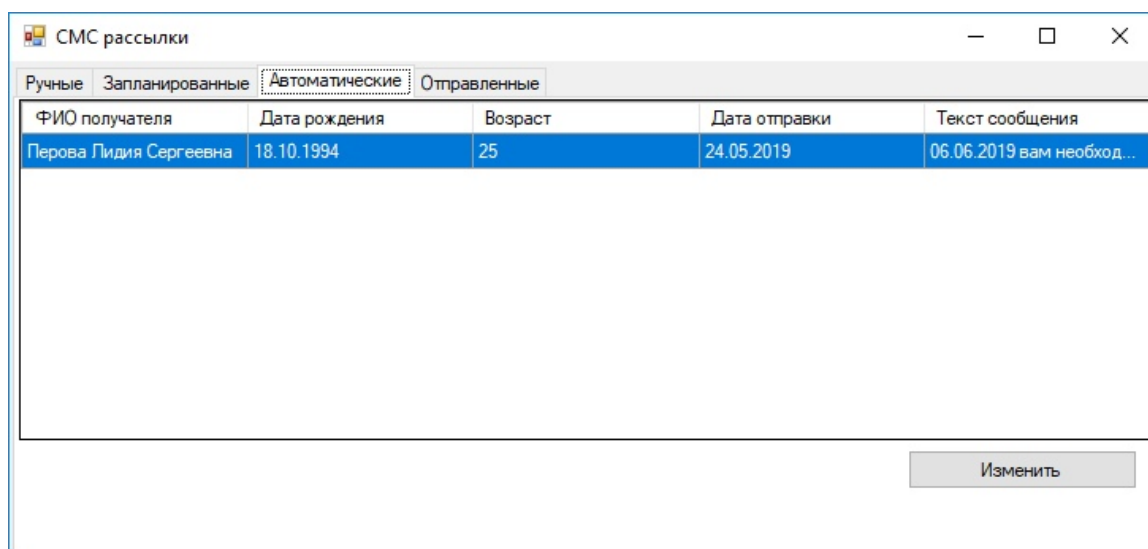 СМС рассылки
Ручные Запланированные Автоматические Отправленные
ФИО получателя Дата рождения Возраст Дата отправки Текст сообщения
Перова Лидия Сергеевна 18.10.1994 25 24.05.2019 06.06.2019 вам необход...
Изменить